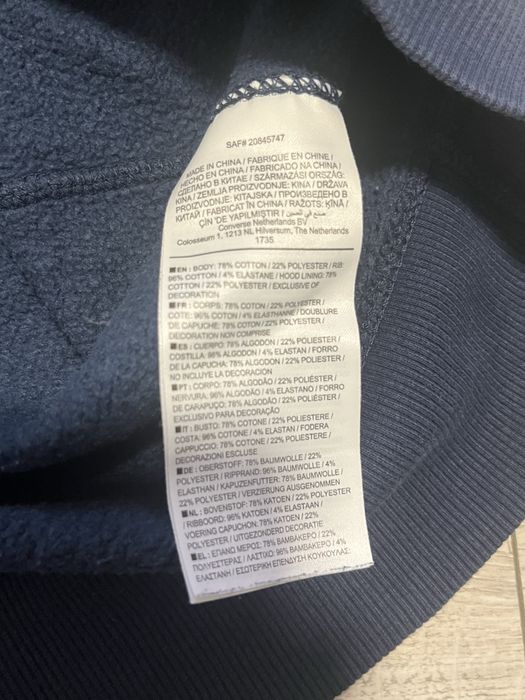 SAF# 20845747
MADE IN CHINA / FABRIQUÉ EN CHINE /
HECHO EN CHINA / FABRICADO NA CHINA /
СДЕЛАНО В КИТАЕ / SZÁRMAZÁSI ORSZÁG:
KÍNA / ZEMLJA PROIZVODNJE: KINA / DRŽAVA
PROIZVODNJE: KITAJSKA / ПРОИЗВЕДЕНО В
КИТАЙ / FABRICAT ÎN CHINA / RAŽOTS: ĶĪNA /
ÇİN 'DE YAPILMIŞTIR / صنع في الصين
Converse Netherlands BV
Colosseum 1, 1213 NL Hilversum, The Netherlands
1735
EN : BODY: 78% COTTON / 22% POLYESTER / RIB:
96% COTTON / 4% ELASTANE / HOOD LINING: 78%
COTTON / 22% POLYESTER / EXCLUSIVE OF
DECORATION
FR : CORPS: 78% COTON / 22% POLYESTER /
COTE: 96% COTON / 4% ELASTHANNE / DOUBLURE
DE CAPUCHE: 78% COTON / 22% POLYESTER /
DECORATION NON COMPRISE
ES : CUERPO: 78% ALGODON / 22% POLIESTER /
COSTILLA: 96% ALGODON / 4% ELASTAN / FORRO
DE LA CAPUCHA: 78% ALGODON / 22% POLIESTER /
NO INCLUYE LA DECORACION
PT : CORPO: 78% ALGODÃO / 22% POLIÉSTER /
NERVURA: 96% ALGODÃO / 4% ELASTANO / FORRO
DE CARAPUÇO: 78% ALGODÃO / 22% POLIÉSTER /
EXCLUSIVO PARA DECORAÇÃO
IT : BUSTO: 78% COTONE / 22% POLIESTERE /
COSTA: 96% COTONE / 4% ELASTAN / FODERA
CAPPUCCIO: 78% COTONE / 22% POLIESTERE /
DECORAZIONI ESCLUSE
DE : OBERSTOFF: 78% BAUMWOLLE / 22%
POLYESTER / RIPPRAND: 96% BAUMWOLLE / 4%
ELASTHAN / KAPUZENFUTTER: 78% BAUMWOLLE /
22% POLYESTER / VERZIERUNG AUSGENOMMEN
NL : BOVENSTOF: 78% KATOEN / 22% POLYESTER
/ RIBBOORD: 96% KATOEN / 4% ELASTAAN /
VOERING CAPUCHON: 78% KATOEN / 22%
POLYESTER / UITGEZONDERD DECORATIE
EL : ΕΠΑΝΩ ΜΕΡΟΣ: 78% ΒΑΜΒΑΚΕΡΟ / 22%
ΠΟΛΥΕΣΤΕΡΑΣ / ΛΑΣΤΙΧΟ: 96% ΒΑΜΒΑΚΕΡΟ / 4%
ΕΛΑΣΤΑΝΗ / ΕΣΩΤΕΡΙΚΗ ΕΠΕΝΔΥΣΗ ΚΟΥΚΟΥΛΑΣ: